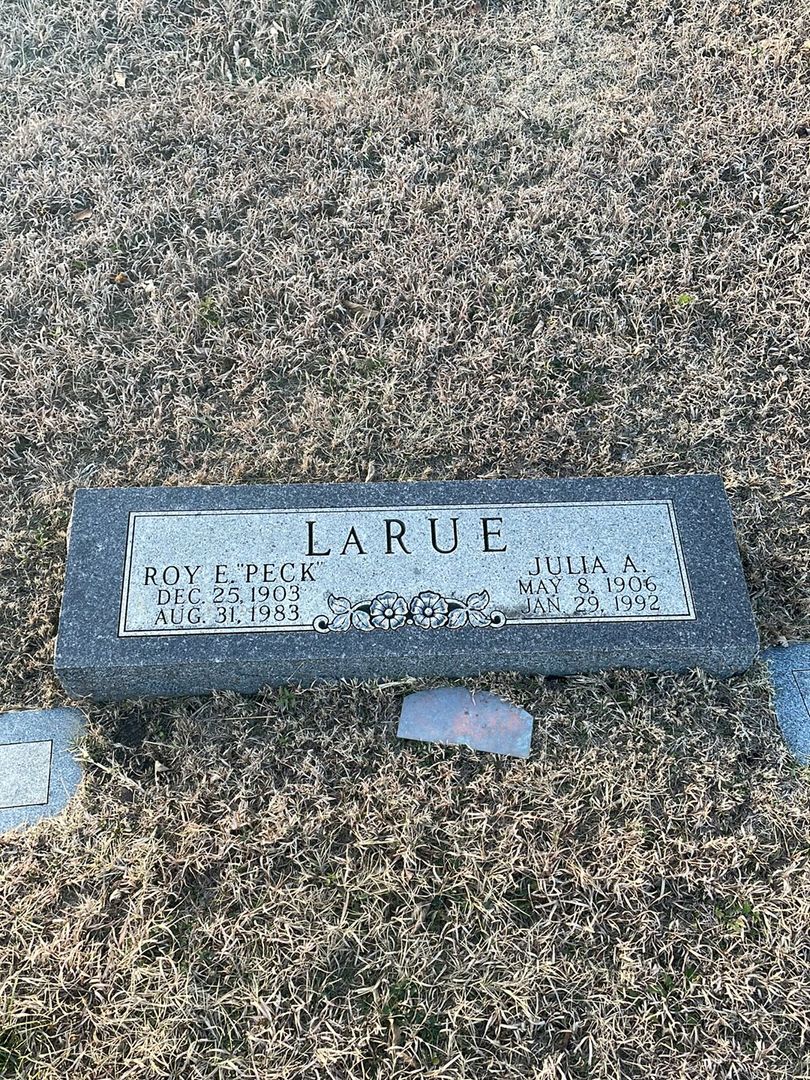 LaRUE
ROY E. "PECK"
DEC. 25, 1903
AUG. 31, 1983
JULIA A.
MAY 8, 1906
JAN. 29, 1992